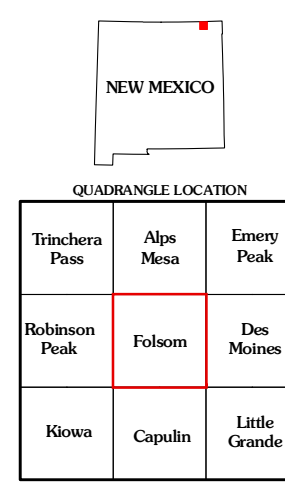 NEW MEXICO
QUADRANGLE LOCATION
Trinchera
Pass
Alps
Mesa
Emery
Peak
Robinson
Peak
Folsom
Des
Moines
Kiowa
Capulin
Little
Grande